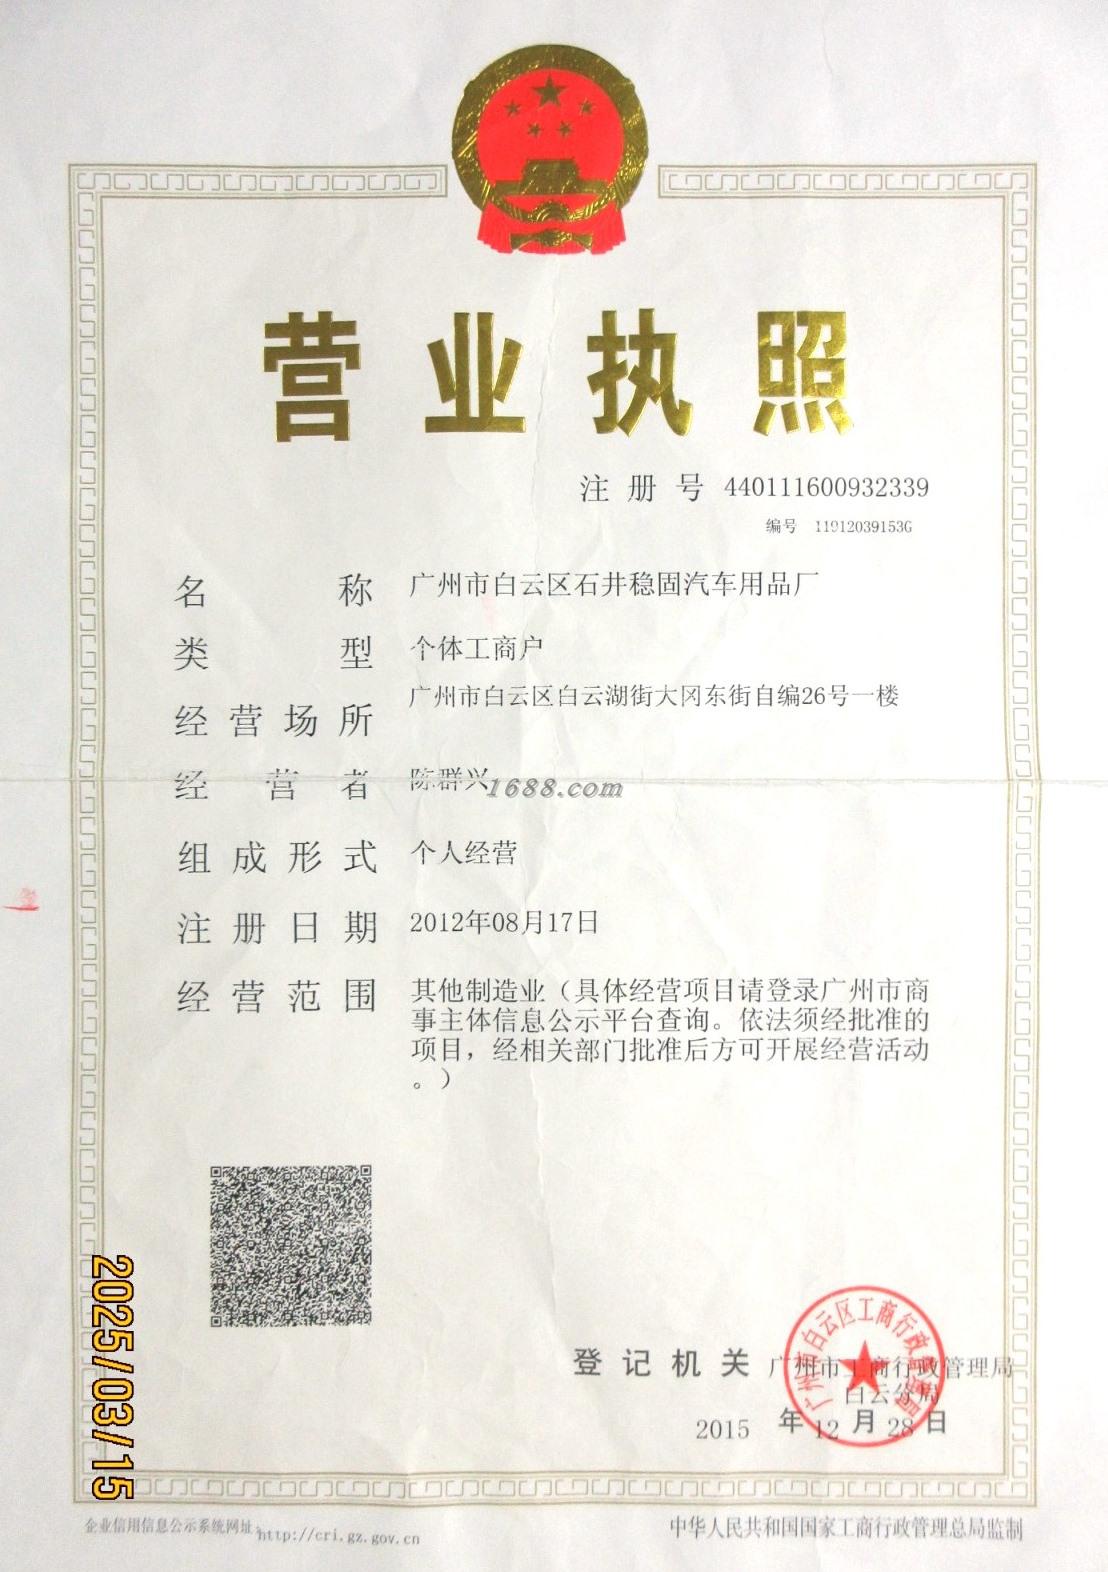 营业执照
注册号 440111600932339
编号 11912039153G
名称 广州市白云区石井稳固汽车用品厂
类型 个体工商户
经营场所 广州市白云区白云湖街大冈东街自编26号一楼
经营者 陈群兴
1688.com
组成形式 个人经营
注册日期 2012年08月17日
经营范围 其他制造业（具体经营项目请登录广州市商
事主体信息公示平台查询。依法须经批准的
项目，经相关部门批准后方可开展经营活动
。）
登记机关 广州市工商行政管理局
白云分局
2015 年 12 月 28 日
2025/03/15
企业信用信息公示系统网址: http://cri.gz.gov.cn
中华人民共和国国家工商行政管理总局监制